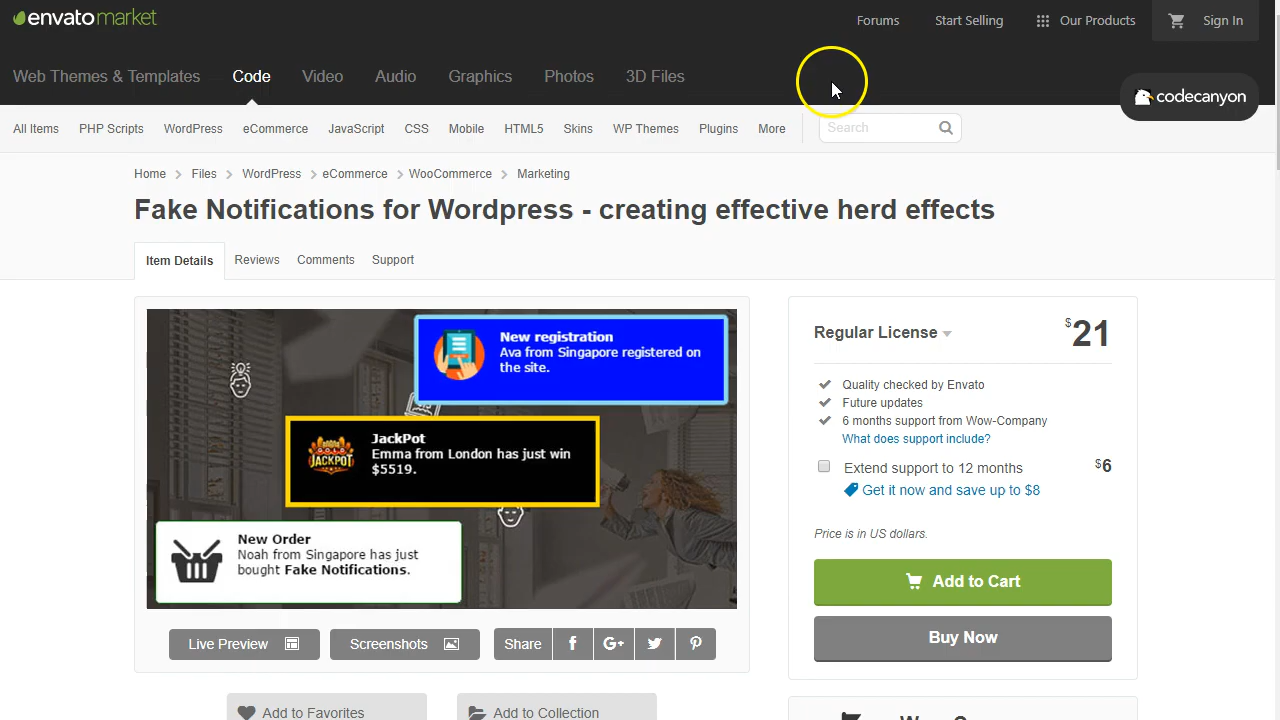 envatomarket
Forums
Start Selling
Our Products
Sign In
Web Themes & Templates
Code
Video
Audio
Graphics
Photos
3D Files
codecanyon
All Items
PHP Scripts
WordPress
eCommerce
JavaScript
CSS
Mobile
HTML5
Skins
WP Themes
Plugins
More
Search
Home
Files
WordPress
eCommerce
WooCommerce
Marketing
Fake Notifications for Wordpress - creating effective herd effects
Item Details
Reviews
Comments
Support
New registration
Ava from Singapore registered on
the site.
GOLD
JACKPOT
JackPot
Emma from London has just win
$5519.
New Order
Noah from Singapore has just
bought Fake Notifications.
Live Preview
Screenshots
Share
f
G+
Add to Favorites
Add to Collection
Regular License
$21
Quality checked by Envato
Future updates
6 months support from Wow-Company
What does support include?
Extend support to 12 months
$6
Get it now and save up to $8
Price is in US dollars.
Add to Cart
Buy Now